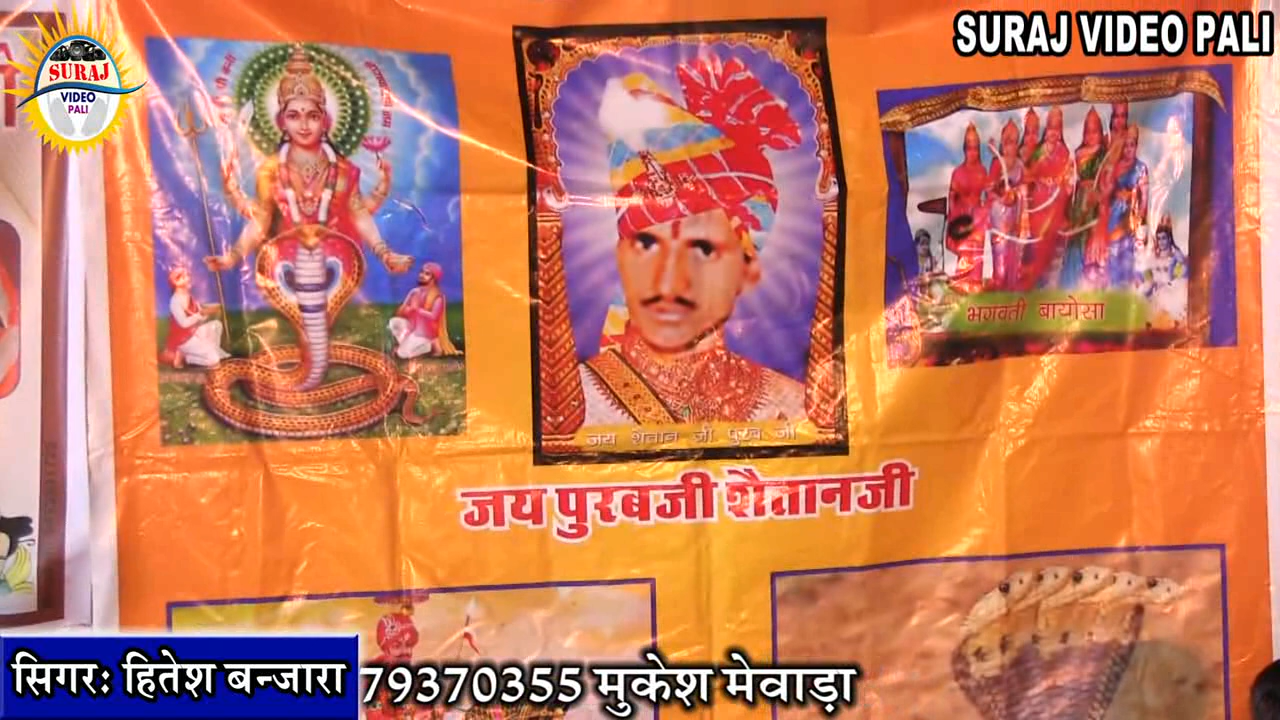 SURAJ VIDEO PALI
SURAJ
VIDEO
PALI
भगवती बायोसा
जय शैतान जी पुरब जी
जय पुरबजी शैतानजी
सिगरः हितेश बन्जारा
79370355 मुकेश मेवाड़ा